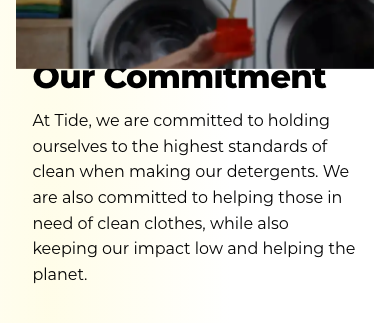 Our Commitment
At Tide, we are committed to holding
ourselves to the highest standards of
clean when making our detergents. We
are also committed to helping those in
need of clean clothes, while also
keeping our impact low and helping the
planet.